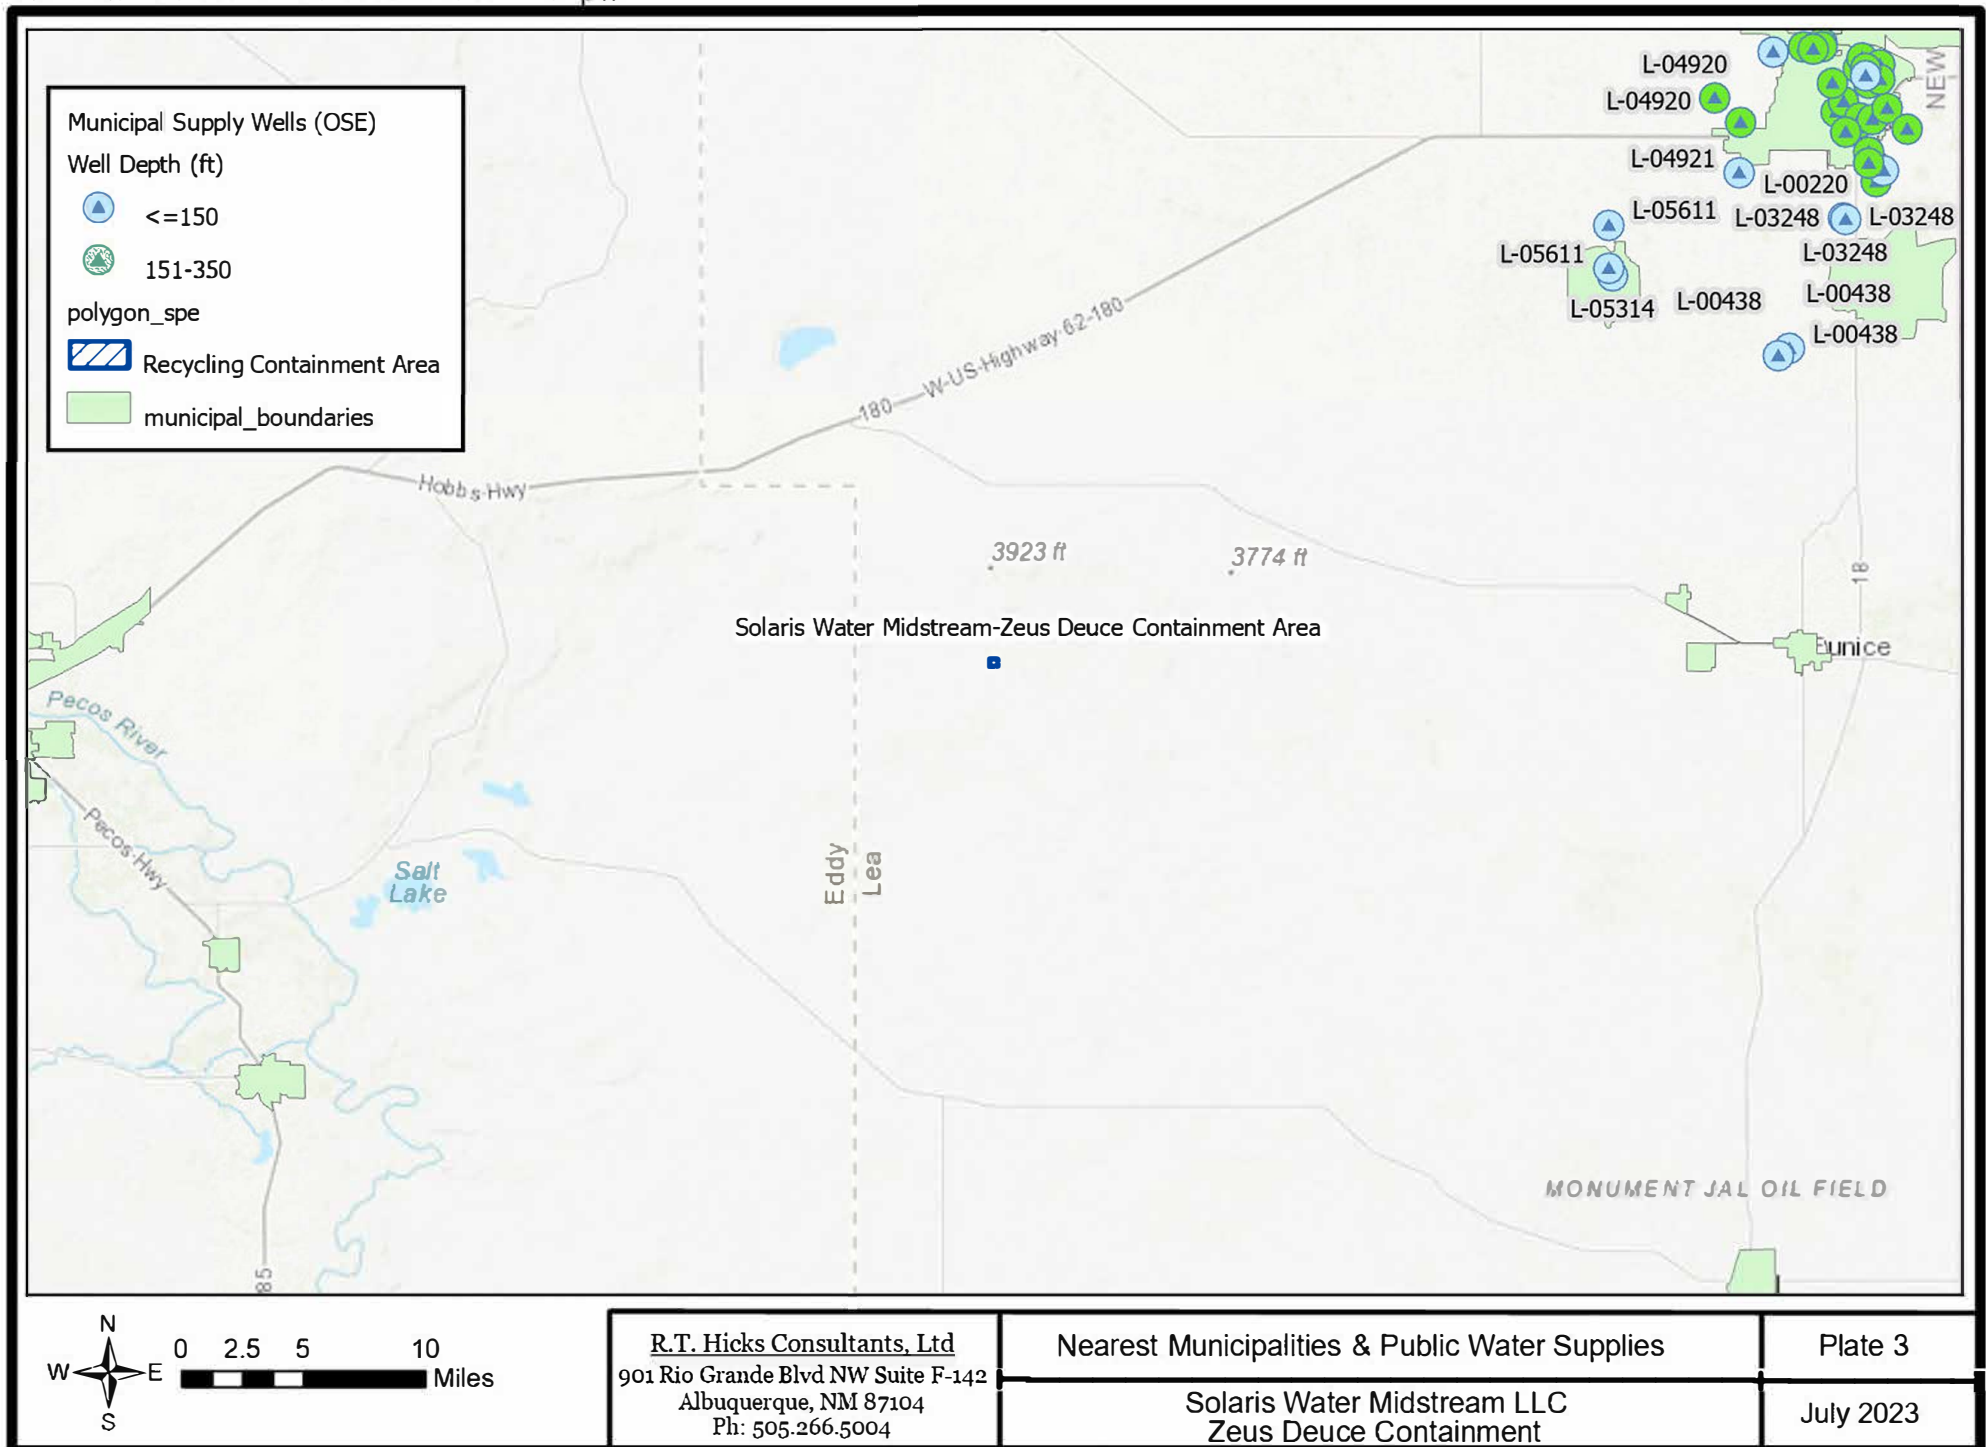 Municipal Supply Wells (OSE)
Well Depth (ft)
<=150
151-350
polygon_spe
Recycling Containment Area
municipal_boundaries
L-04920
L-04920
L-04921
L-00220
L-05611
L-03248
L-03248
L-05611
L-03248
L-05314
L-00438
L-00438
L-00438
NEW
180
W-US-Highway 62-180
Hobbs Hwy
3923 ft
3774 ft
18
Solaris Water Midstream-Zeus Deuce Containment Area
Eunice
Pecos River
Pecos Hwy
Salt
Lake
Eddy
Lea
MONUMENT JAL OIL FIELD
85
N
W
E
S
0 2.5 5 10
Miles
R.T. Hicks Consultants, Ltd
901 Rio Grande Blvd NW Suite F-142
Albuquerque, NM 87104
Ph: 505.266.5004
Nearest Municipalities & Public Water Supplies
Solaris Water Midstream LLC
Zeus Deuce Containment
Plate 3
July 2023